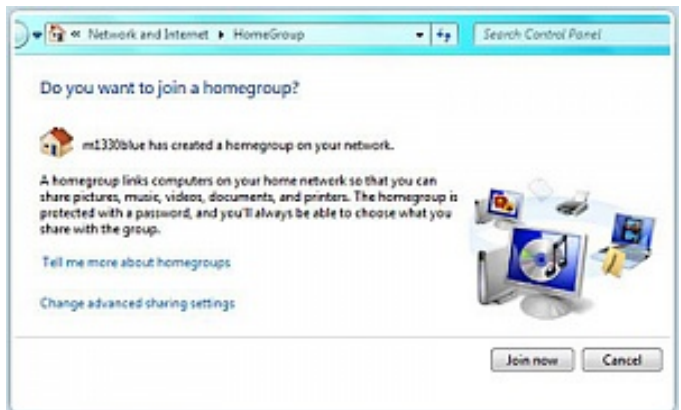 « Network and Internet ▸ HomeGroup
Search Control Panel
Do you want to join a homegroup?
m1330blue has created a homegroup on your network.
A homegroup links computers on your home network so that you can
share pictures, music, videos, documents, and printers. The homegroup is
protected with a password, and you'll always be able to choose what you
share with the group.
Tell me more about homegroups
Change advanced sharing settings
Join now
Cancel